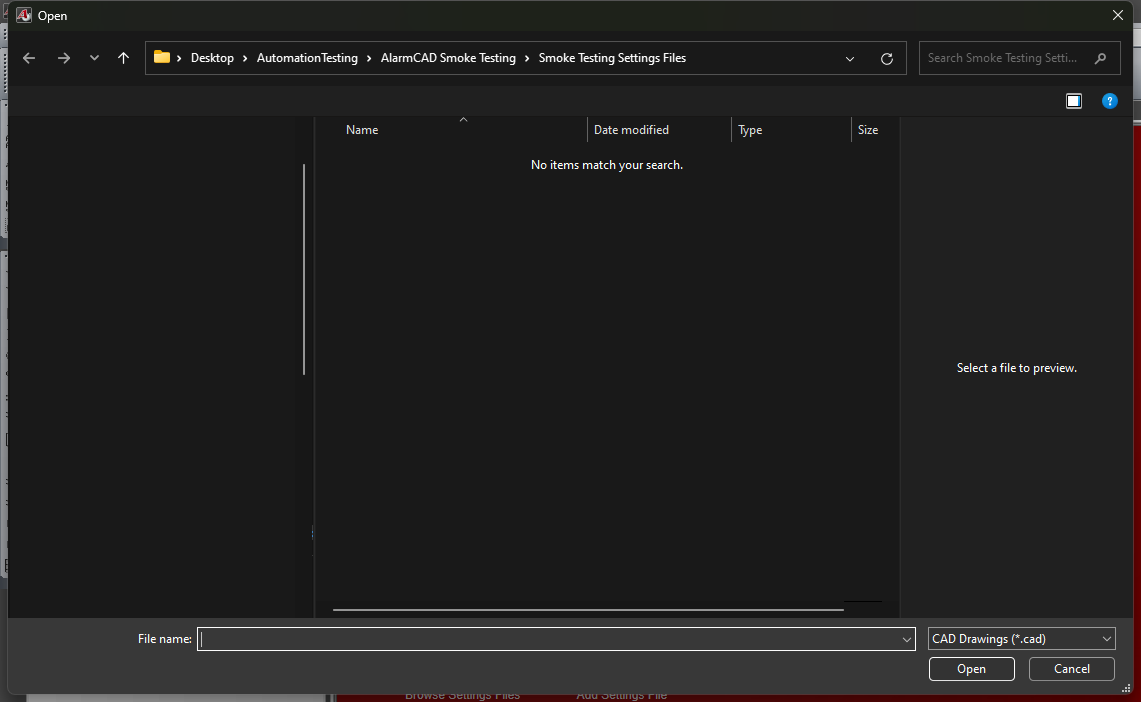 Open
Desktop > AutomationTesting > AlarmCAD Smoke Testing > Smoke Testing Settings Files
Search Smoke Testing Setti...
?
Name Date modified Type Size
No items match your search.
Select a file to preview.
File name: CAD Drawings (*.cad)
Open Cancel
Browse Settings Files Add Settings File